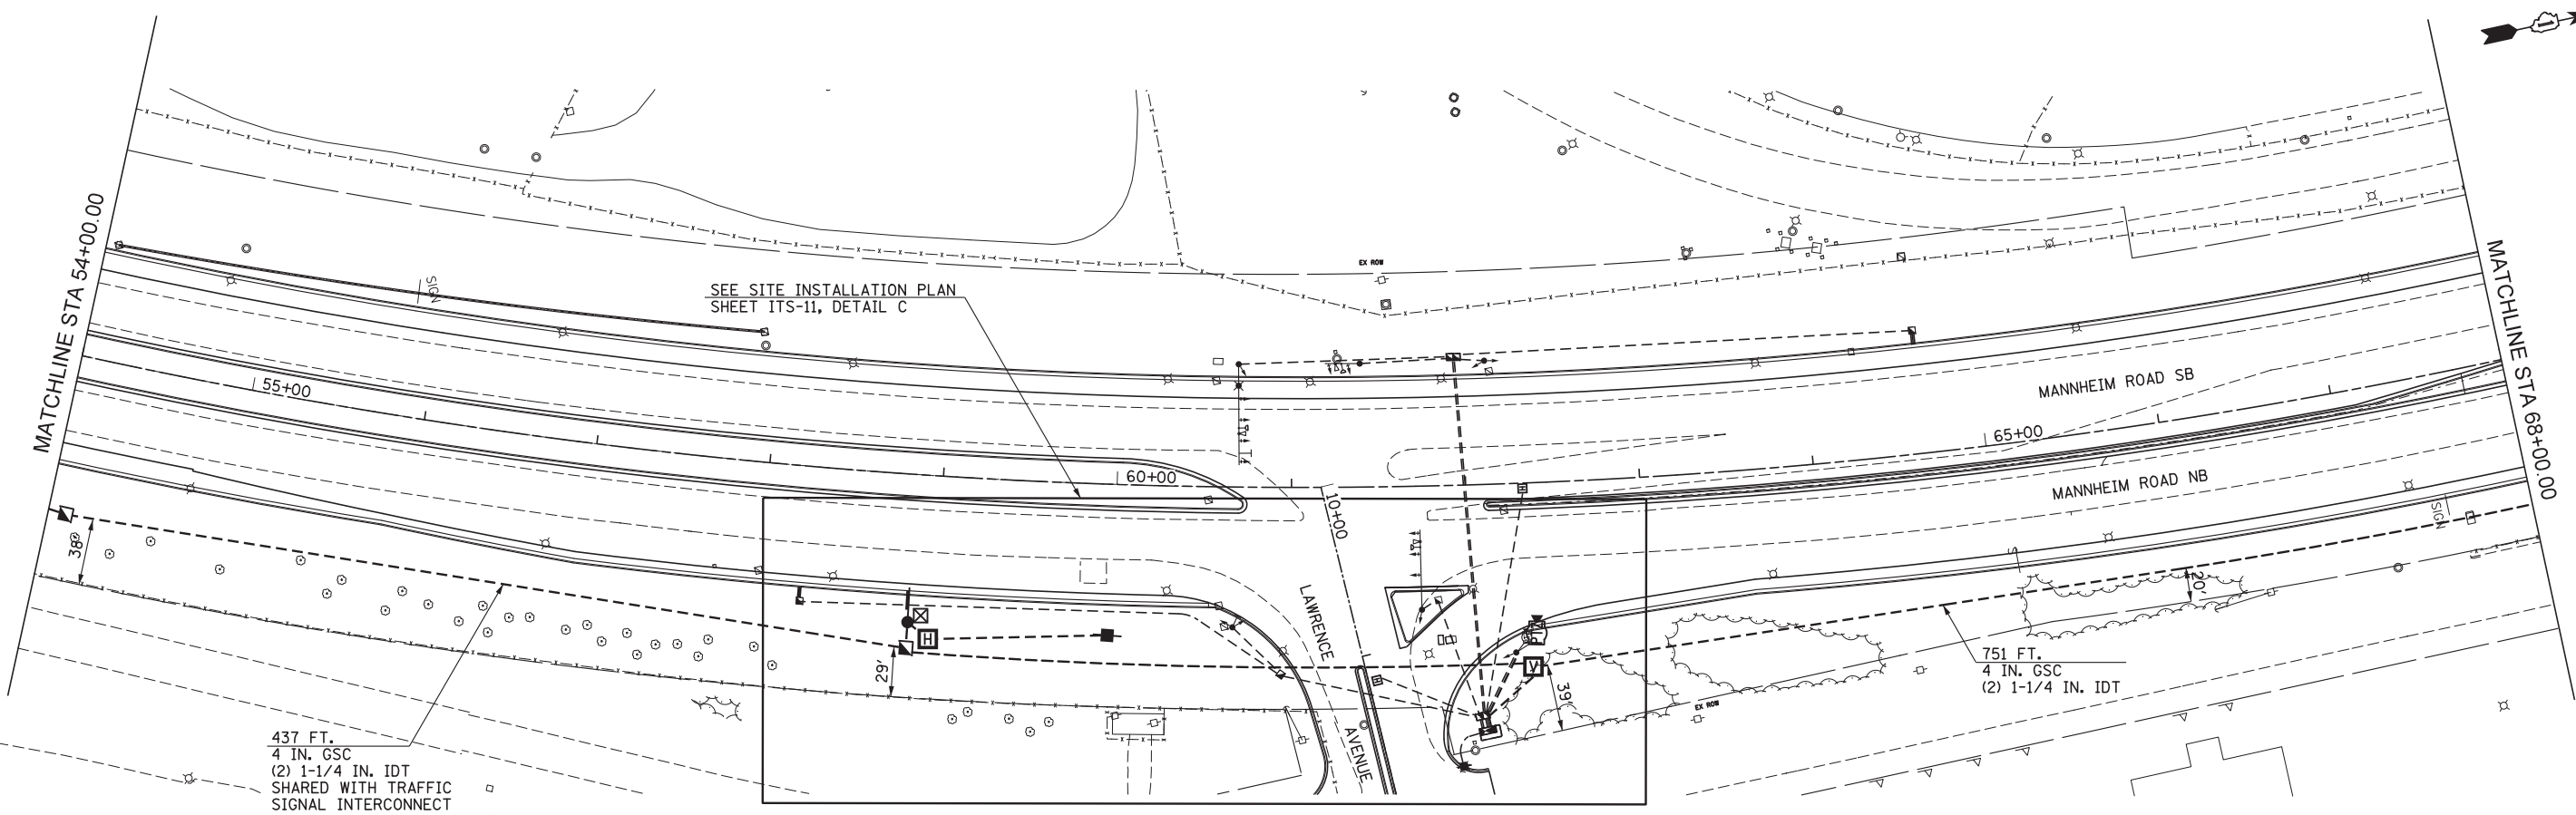 MATCHLINE STA 54+00.00
SIGN
SEE SITE INSTALLATION PLAN
SHEET ITS-11, DETAIL C
EX ROW
MATCHLINE STA 68+00.00
MANNHEIM ROAD SB
55+00
60+00
65+00
10+00
MANNHEIM ROAD NB
SIGN
38'
29'
H
LAWRENCE
AVENUE
39'
20'
EX ROW
751 FT.
4 IN. GSC
(2) 1-1/4 IN. IDT
437 FT.
4 IN. GSC
(2) 1-1/4 IN. IDT
SHARED WITH TRAFFIC
SIGNAL INTERCONNECT